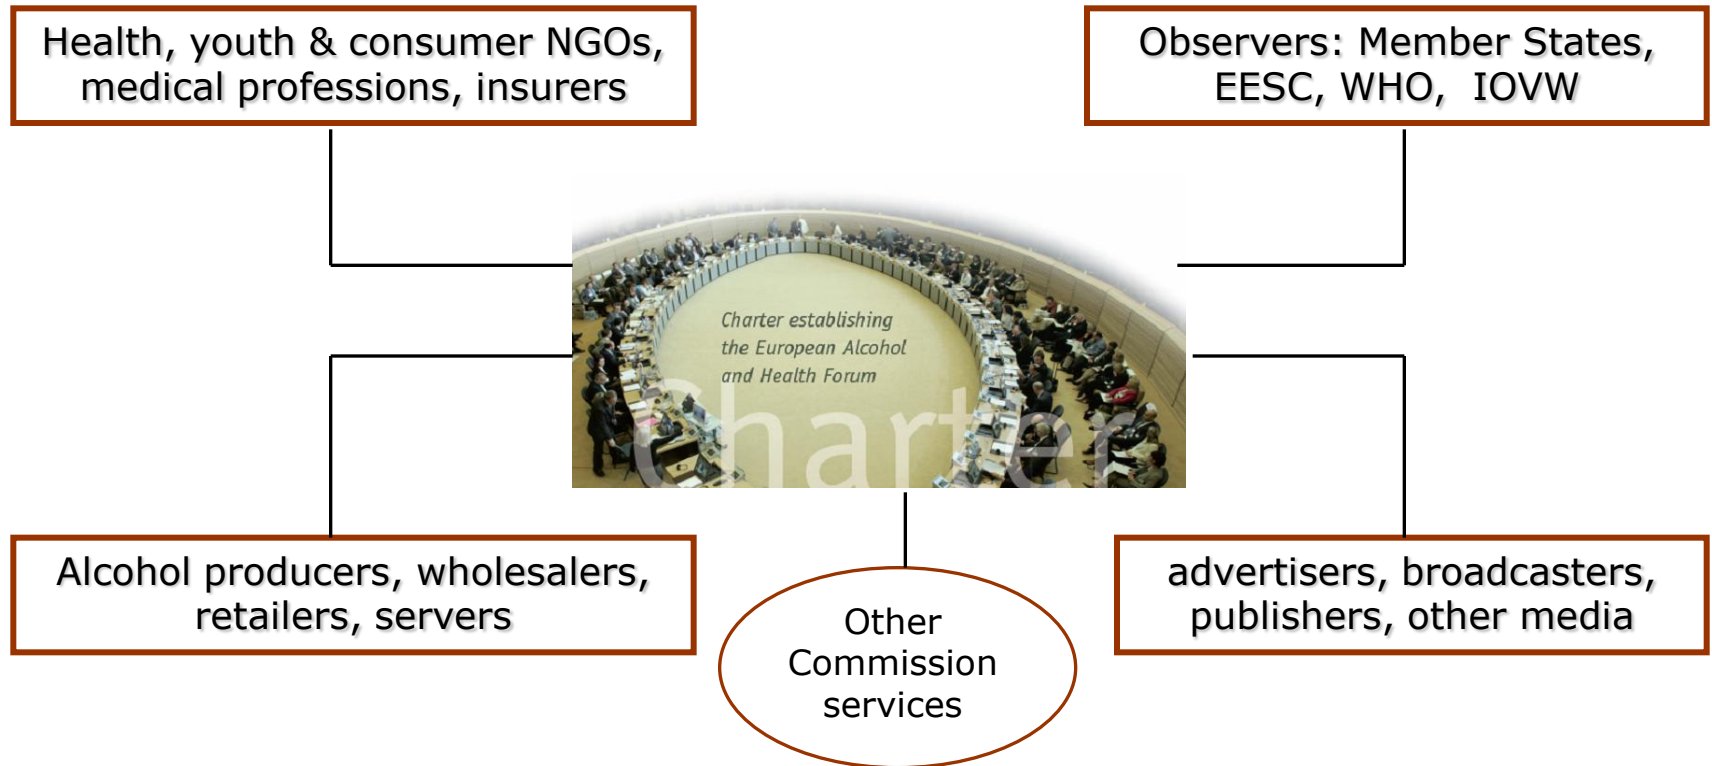 Health, youth & consumer NGOs,
medical professions, insurers
Observers: Member States,
EESC, WHO, IOVW
Charter establishing
the European Alcohol
and Health Forum
Charter
Alcohol producers, wholesalers,
retailers, servers
Other
Commission
services
advertisers, broadcasters,
publishers, other media